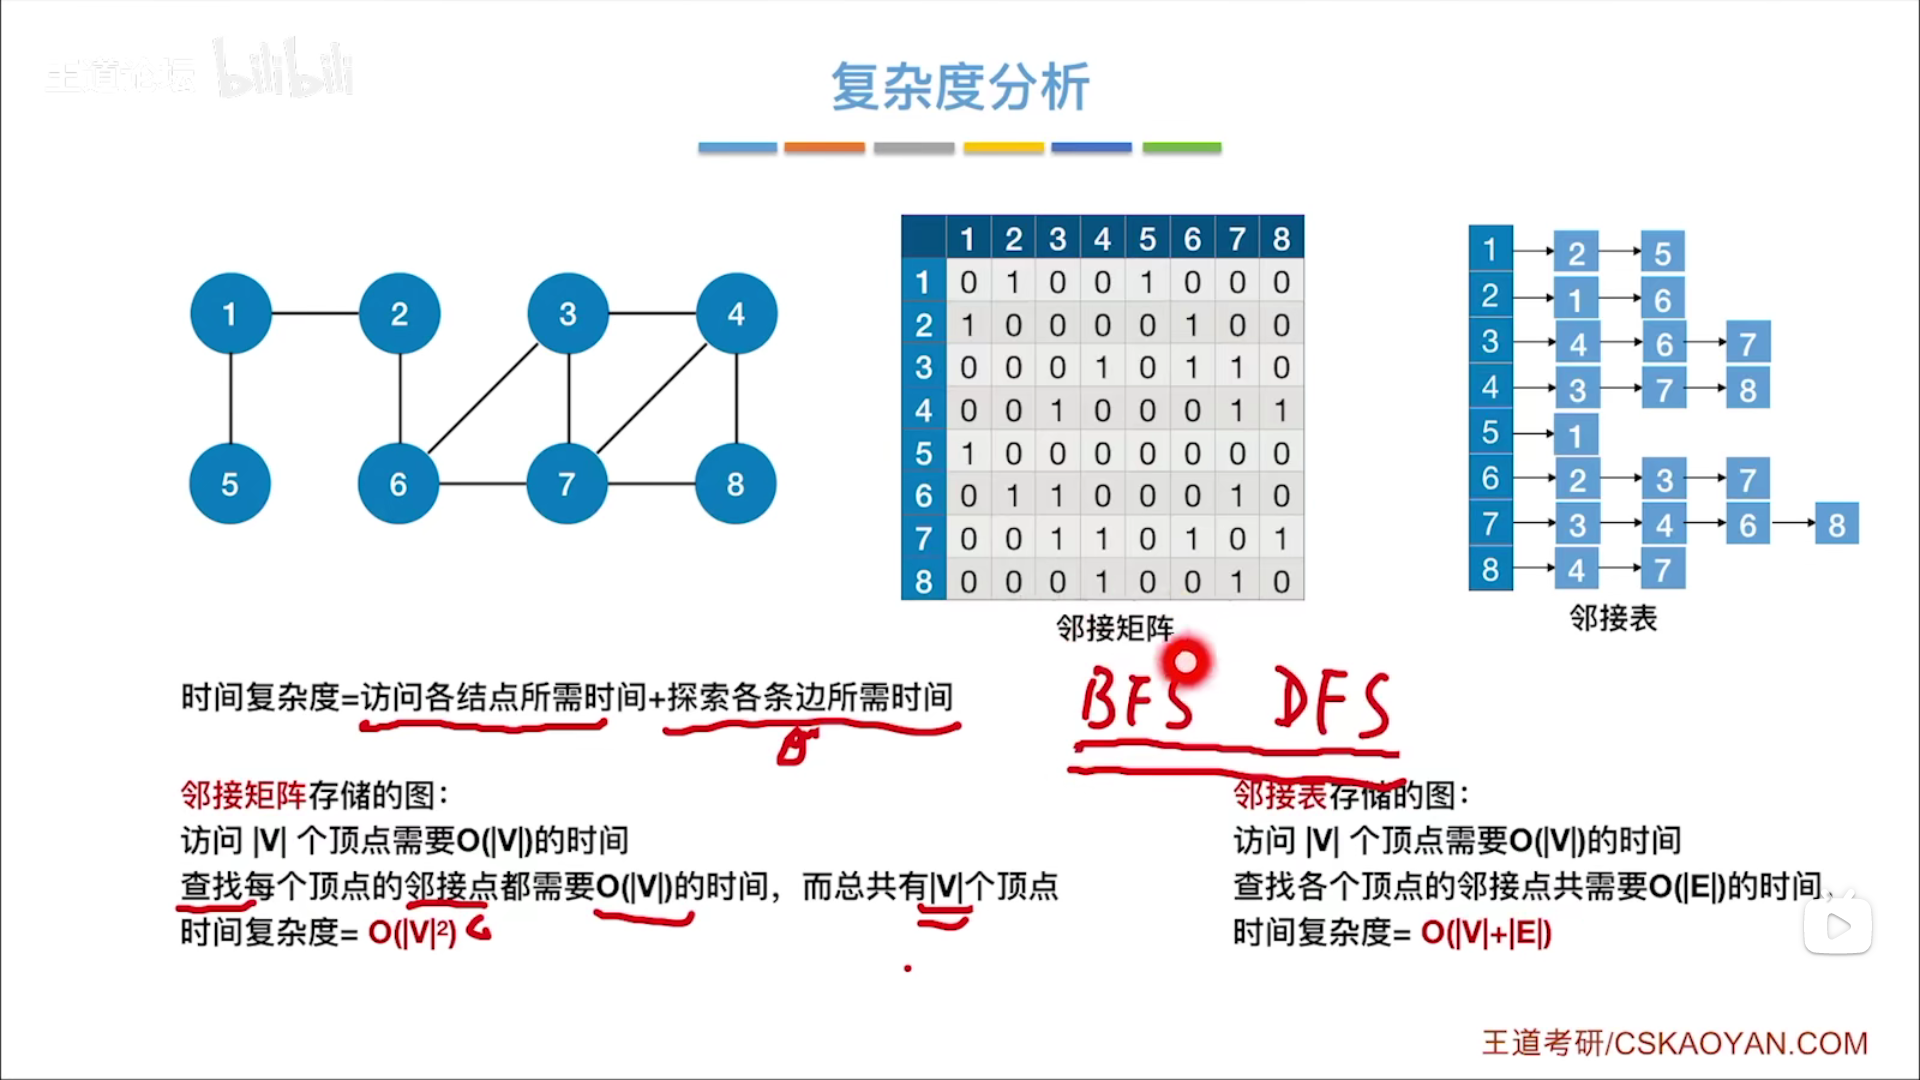 王道论坛 bilibili
复杂度分析
1 2 3 4
5 6 7 8
1 2 3 4 5 6 7 8
1 0 1 0 0 1 0 0 0
2 1 0 0 0 0 1 0 0
3 0 0 0 1 0 1 1 0
4 0 0 1 0 0 0 1 1
5 1 0 0 0 0 0 0 0
6 0 1 1 0 0 0 1 0
7 0 0 1 1 0 1 0 1
8 0 0 0 1 0 0 1 0
邻接矩阵
1 2 5
2 1 6
3 4 6 7
4 3 7 8
5 1
6 2 3 7
7 3 4 6 8
8 4 7
邻接表
时间复杂度=访问各结点所需时间+探索各条边所需时间
BFS DFS
邻接矩阵存储的图：
访问 |V| 个顶点需要O(|V|)的时间
查找每个顶点的邻接点都需要O(|V|)的时间，而总共有|V|个顶点
时间复杂度= O(|V|²)
邻接表存储的图：
访问 |V| 个顶点需要O(|V|)的时间
查找各个顶点的邻接点共需要O(|E|)的时间，
时间复杂度= O(|V|+|E|)
王道考研/CSKAOYAN.COM